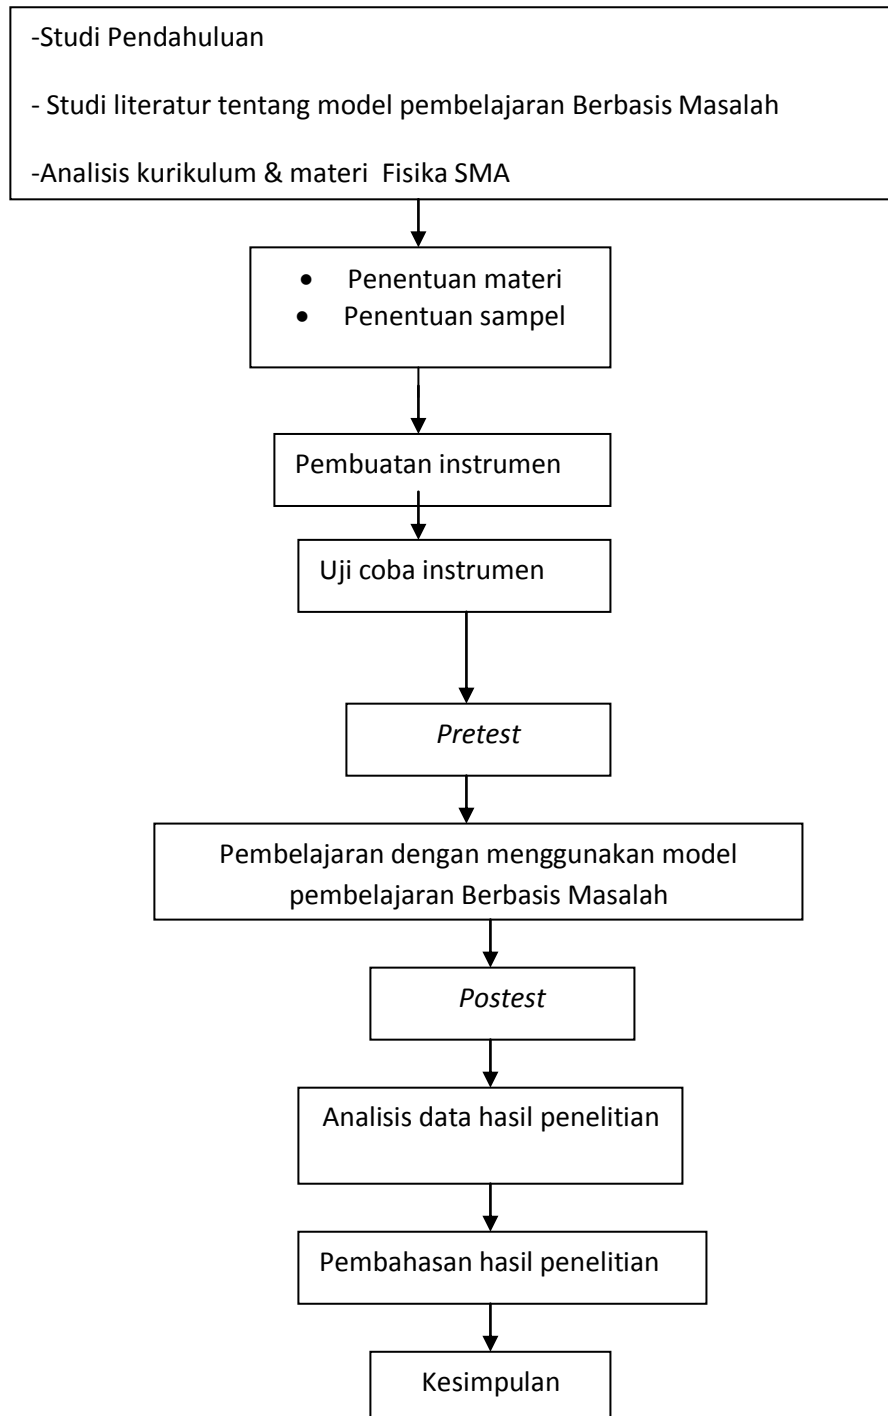 -Studi Pendahuluan
- Studi literatur tentang model pembelajaran Berbasis Masalah
-Analisis kurikulum & materi Fisika SMA
• Penentuan materi
• Penentuan sampel
Pembuatan instrumen
Uji coba instrumen
Pretest
Pembelajaran dengan menggunakan model
pembelajaran Berbasis Masalah
Postest
Analisis data hasil penelitian
Pembahasan hasil penelitian
Kesimpulan